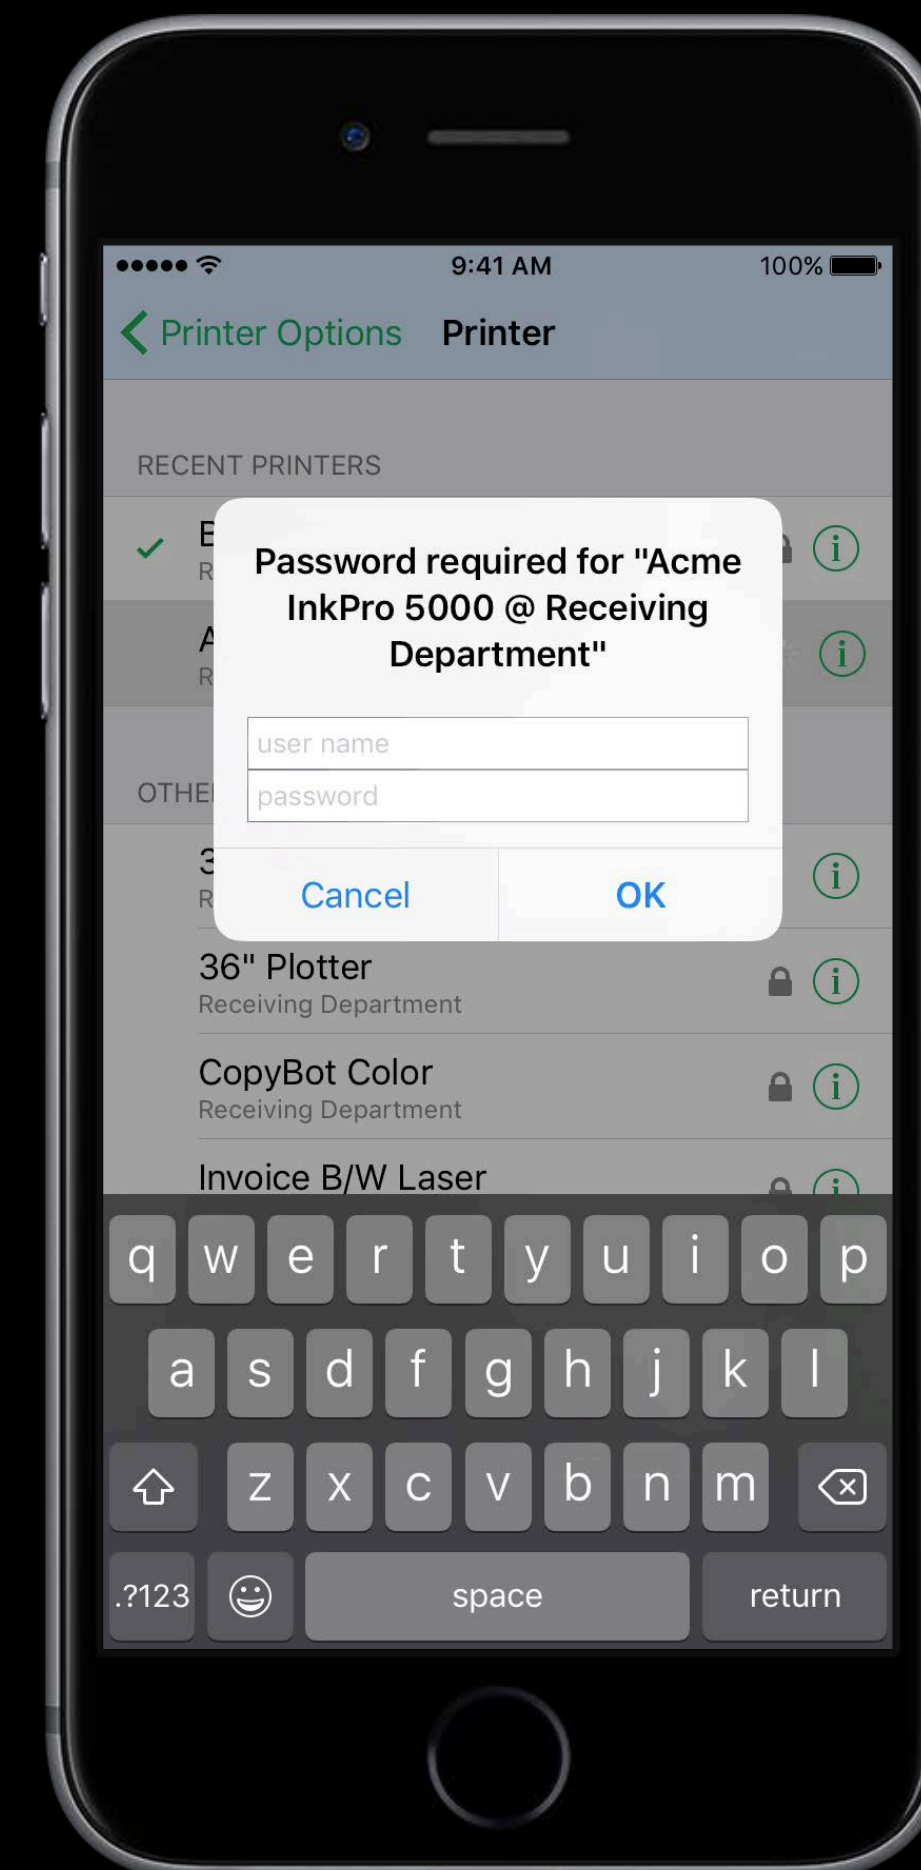 9:41 AM
100%
Printer Options
Printer
RECENT PRINTERS
Password required for "Acme
InkPro 5000 @ Receiving
Department"
user name
password
Cancel
OK
36" Plotter
Receiving Department
CopyBot Color
Receiving Department
Invoice B/W Laser
q w e r t y u i o p
a s d f g h j k l
z x c v b n m
.?123
space
return